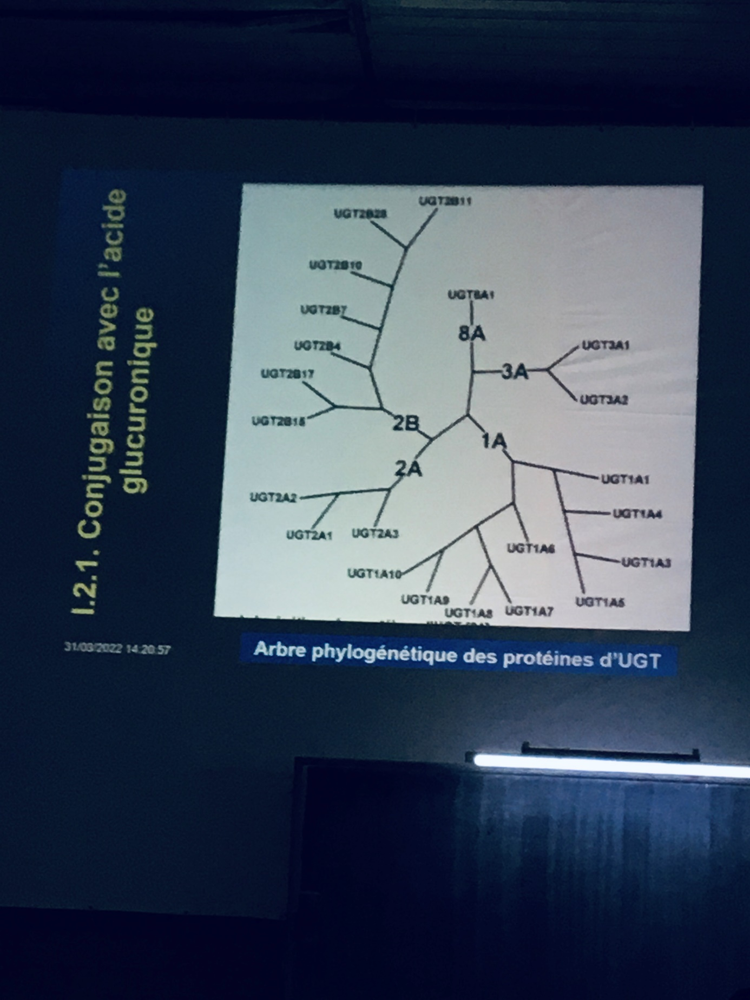 I.2.1. Conjugaison avec l'acide
glucuronique
UGT2B11
UGT2B28
UGT2B10
UGT8A1
UGT2B7
8A
UGT2B4
UGT3A1
3A
UGT2B17
UGT3A2
UGT2B15
2B
1A
2A
UGT1A1
UGT2A2
UGT1A4
UGT2A1
UGT2A3
UGT1A6
UGT1A3
UGT1A10
UGT1A9
UGT1A5
UGT1A8
UGT1A7
31/03/2022 14:20:57
Arbre phylogénétique des protéines d'UGT